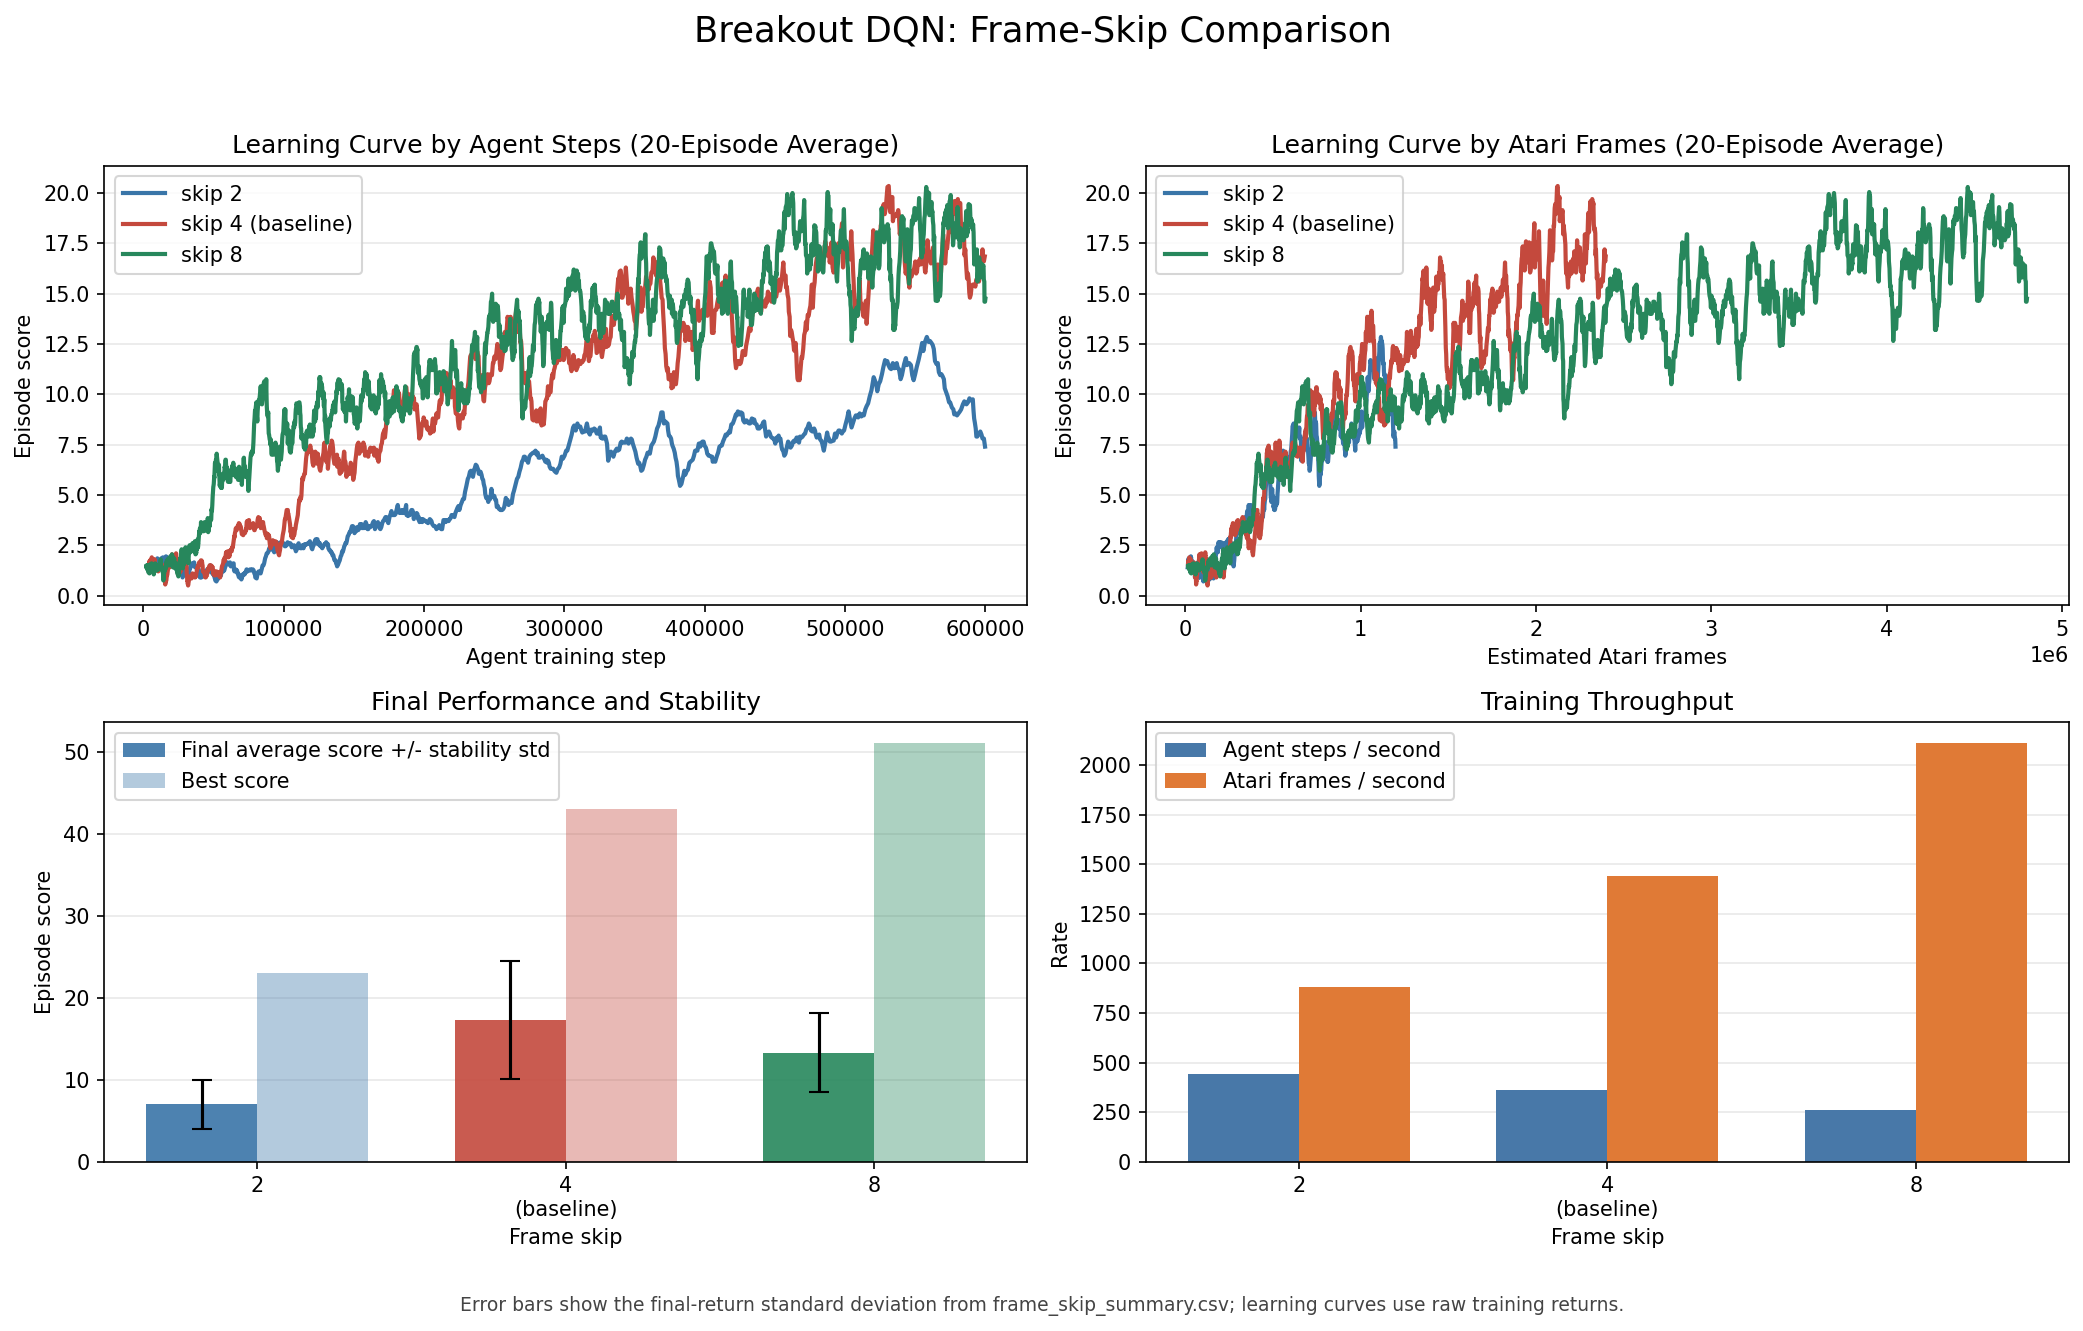 Breakout DQN: Frame-Skip Comparison
Learning Curve by Agent Steps (20-Episode Average)
skip 2
skip 4 (baseline)
skip 8
Episode score
20.0
17.5
15.0
12.5
10.0
7.5
5.0
2.5
0.0
0 100000 200000 300000 400000 500000 600000
Agent training step
Learning Curve by Atari Frames (20-Episode Average)
skip 2
skip 4 (baseline)
skip 8
Episode score
20.0
17.5
15.0
12.5
10.0
7.5
5.0
2.5
0.0
0 1 2 3 4 5
1e6
Estimated Atari frames
Final Performance and Stability
Final average score +/- stability std
Best score
Episode score
50
40
30
20
10
0
2 4 8
(baseline)
Frame skip
Training Throughput
Agent steps / second
Atari frames / second
Rate
2000
1750
1500
1250
1000
750
500
250
0
2 4 8
(baseline)
Frame skip
Error bars show the final-return standard deviation from frame_skip_summary.csv; learning curves use raw training returns.